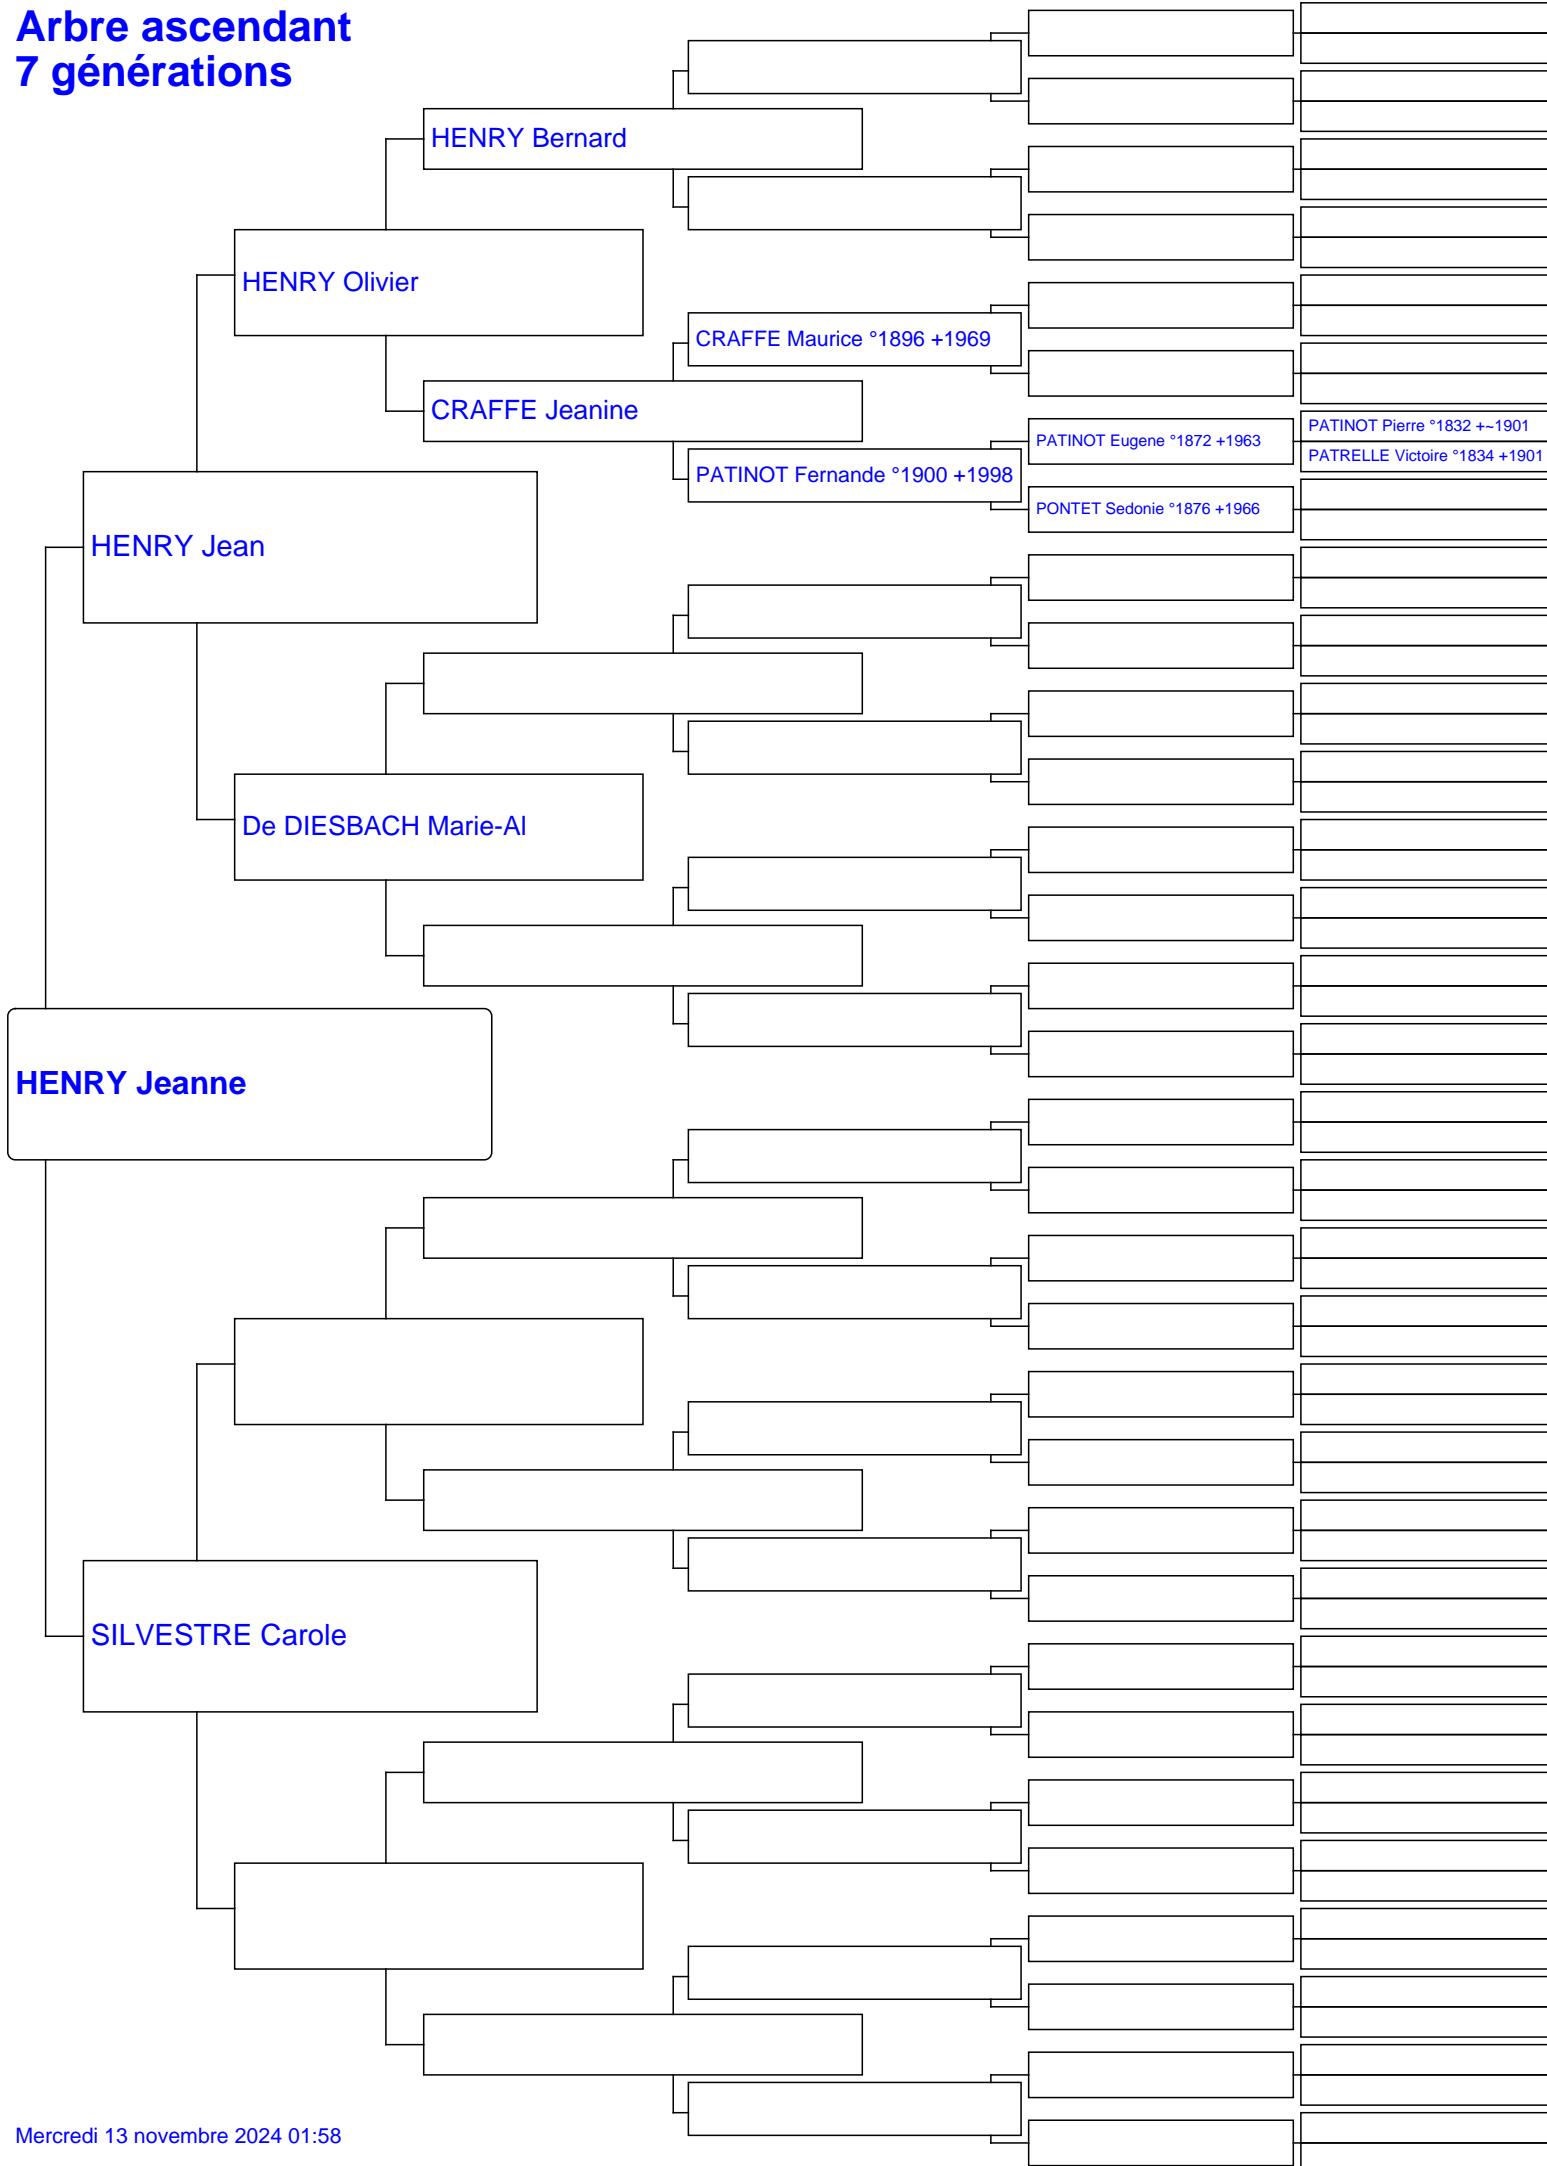 Arbre ascendant
7 générations
HENRY Bernard
HENRY Olivier
CRAFFE Maurice °1896 +1969
CRAFFE Jeanine
PATINOT Pierre °1832 +~1901
PATINOT Eugene °1872 +1963
PATRELLE Victoire °1834 +1901
PATINOT Fernande °1900 +1998
PONTET Sedonie °1876 +1966
HENRY Jean
De DIESBACH Marie-Al
HENRY Jeanne
SILVESTRE Carole
Mercredi 13 novembre 2024 01:58